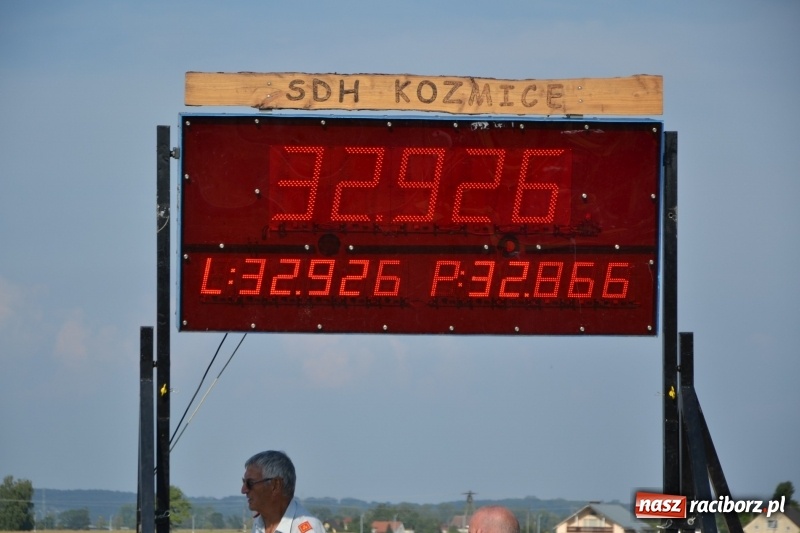 SDH KOZMICE
32.926
L:32.926 P:32.866
nasz raciborz.pl